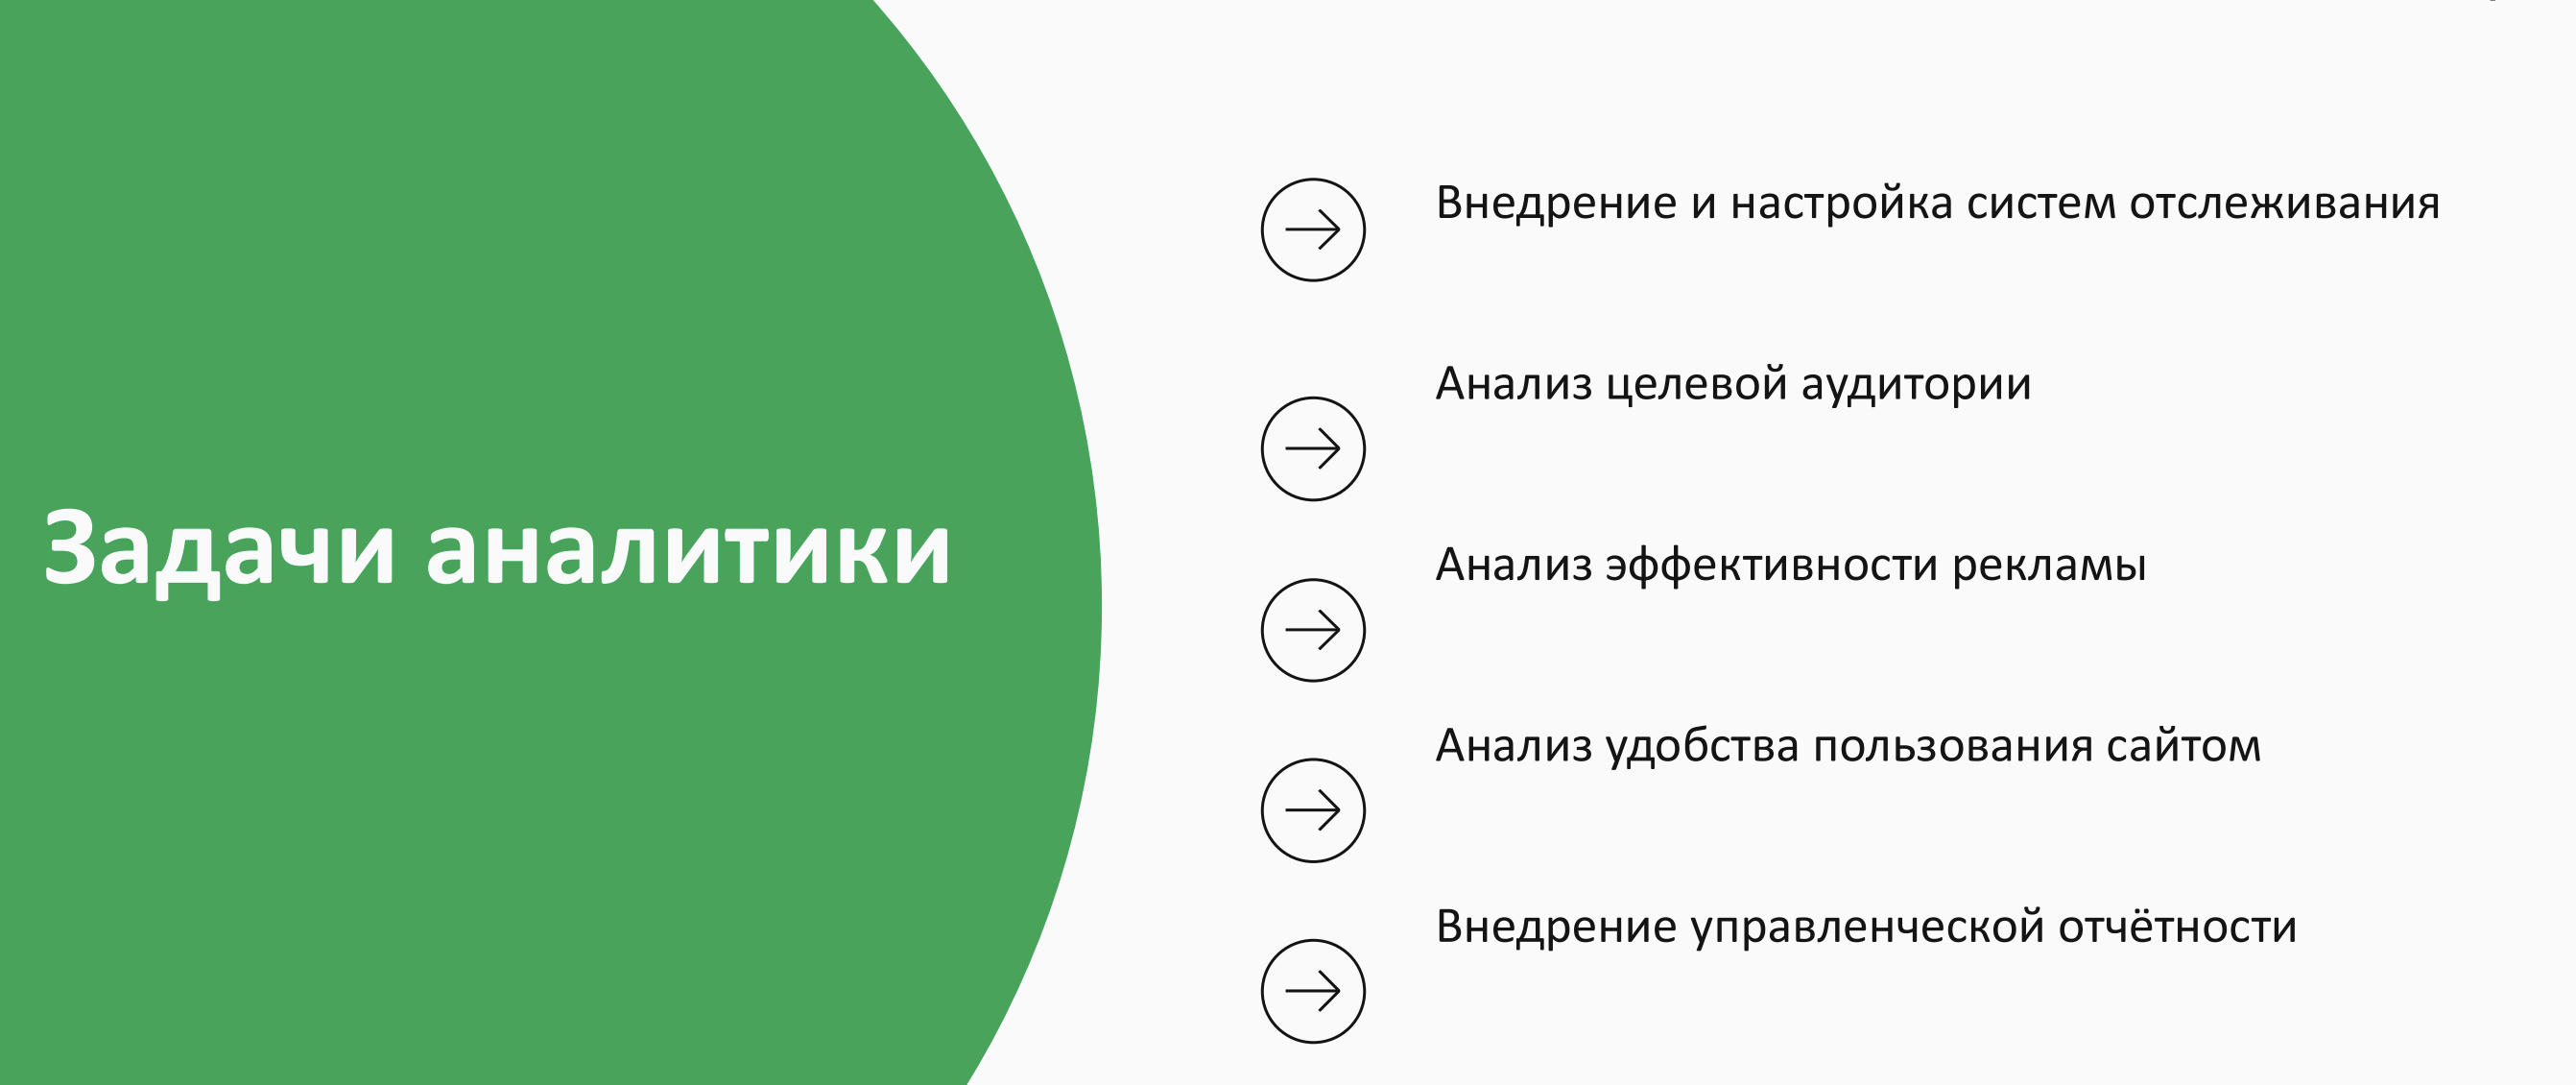 Задачи аналитики
Внедрение и настройка систем отслеживания
Анализ целевой аудитории
Анализ эффективности рекламы
Анализ удобства пользования сайтом
Внедрение управленческой отчётности